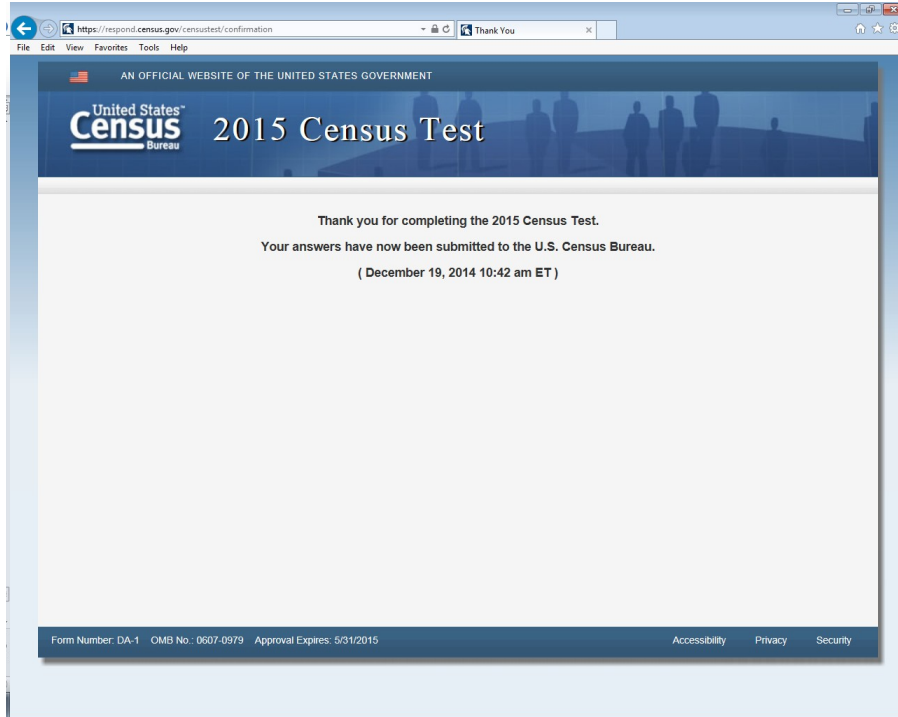 https://respond.census.gov/censustest/confirmation
Thank You
File Edit View Favorites Tools Help
AN OFFICIAL WEBSITE OF THE UNITED STATES GOVERNMENT
United States™
Census
Bureau
2015 Census Test
Thank you for completing the 2015 Census Test.
Your answers have now been submitted to the U.S. Census Bureau.
( December 19, 2014 10:42 am ET )
Form Number: DA-1 OMB No.: 0607-0979 Approval Expires: 5/31/2015 Accessibility Privacy Security